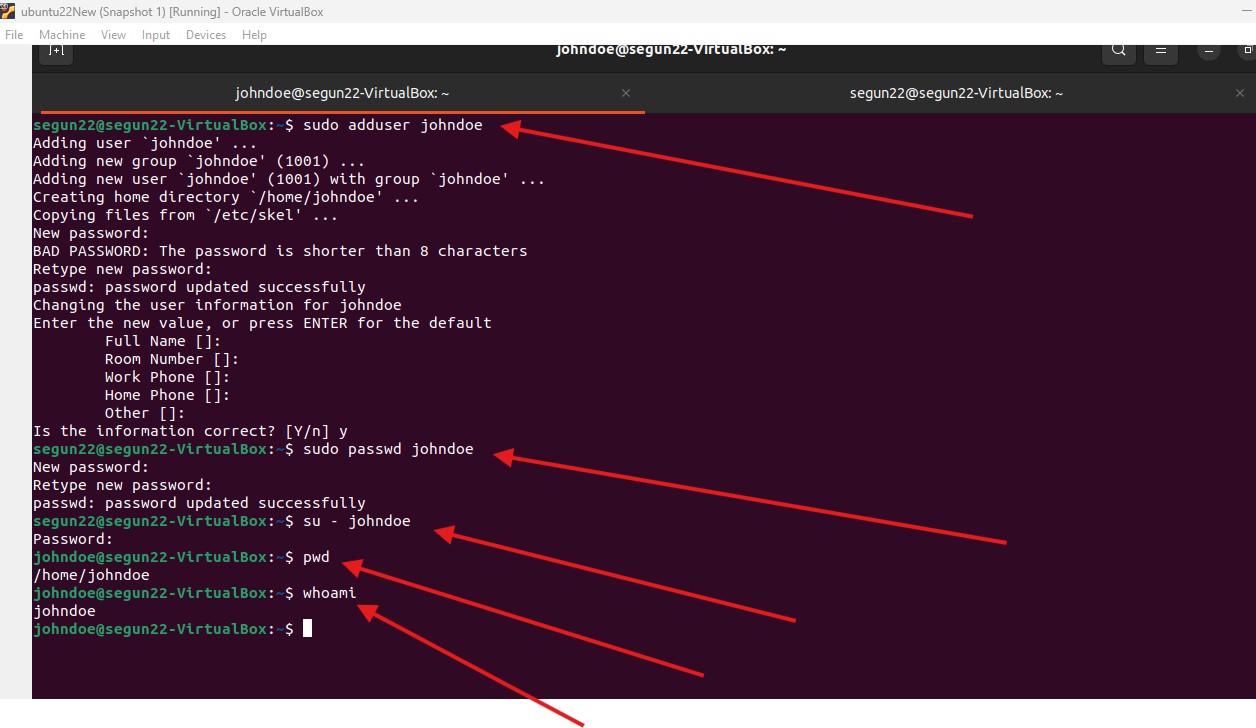 ubuntu22New (Snapshot 1) [Running] - Oracle VirtualBox
File Machine View Input Devices Help
johndoe@segun22-VirtualBox: ~
johndoe@segun22-VirtualBox: ~ × segun22@segun22-VirtualBox: ~ ×
segun22@segun22-VirtualBox:~$ sudo adduser johndoe
Adding user `johndoe' ...
Adding new group `johndoe' (1001) ...
Adding new user `johndoe' (1001) with group `johndoe' ...
Creating home directory `/home/johndoe' ...
Copying files from `/etc/skel' ...
New password:
BAD PASSWORD: The password is shorter than 8 characters
Retype new password:
passwd: password updated successfully
Changing the user information for johndoe
Enter the new value, or press ENTER for the default
Full Name []:
Room Number []:
Work Phone []:
Home Phone []:
Other []:
Is the information correct? [Y/n] y
segun22@segun22-VirtualBox:~$ sudo passwd johndoe
New password:
Retype new password:
passwd: password updated successfully
segun22@segun22-VirtualBox:~$ su - johndoe
Password:
johndoe@segun22-VirtualBox:~$ pwd
/home/johndoe
johndoe@segun22-VirtualBox:~$ whoami
johndoe
johndoe@segun22-VirtualBox:~$